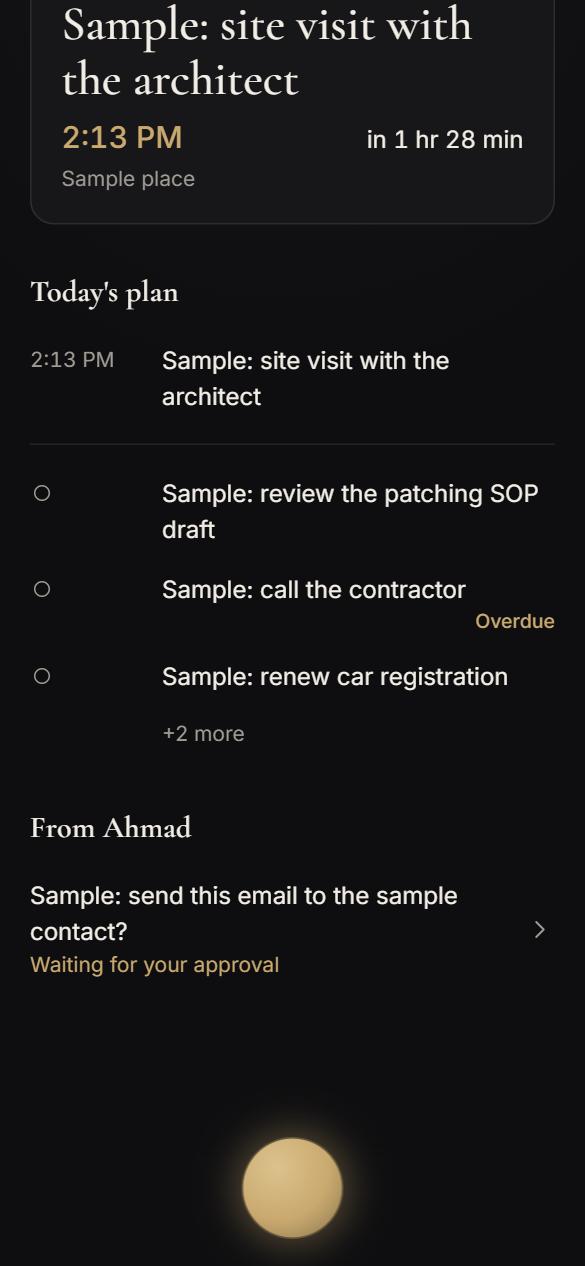 Sample: site visit with
the architect
2:13 PM
in 1 hr 28 min
Sample place
Today's plan
2:13 PM
Sample: site visit with the
architect
Sample: review the patching SOP
draft
Sample: call the contractor
Overdue
Sample: renew car registration
+2 more
From Ahmad
Sample: send this email to the sample
contact?
Waiting for your approval